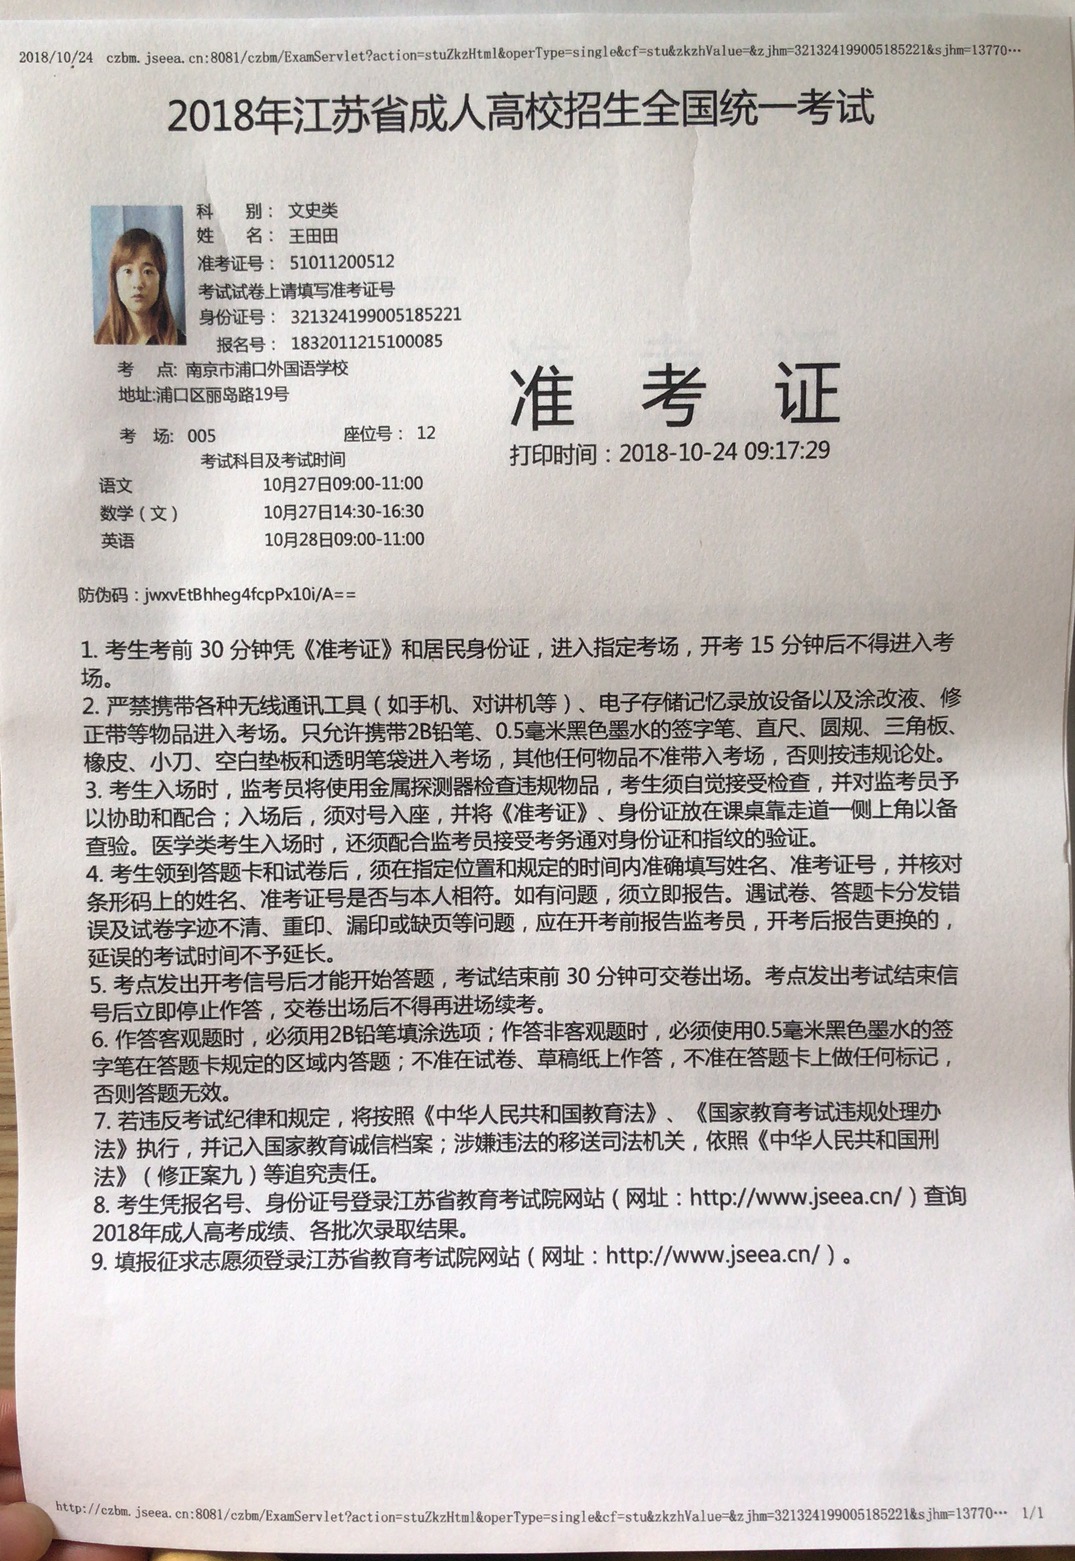 2018/10/24 czbm.jseea.cn:8081/czbm/ExamServlet?action=stuZkzHtml&operType=single&cf=stu&zkzhValue=&zjhm=321324199005185221&sjhm=13770…
2018年江苏省成人高校招生全国统一考试
科 别：文史类
姓 名：王田田
准考证号：51011200512
考试试卷上请填写准考证号
身份证号：321324199005185221
报名号：1832011215100085
考 点: 南京市浦口外国语学校
地址:浦口区丽岛路19号
准 考 证
考 场: 005 座位号：12
打印时间：2018-10-24 09:17:29
考试科目及考试时间
语文 10月27日09:00-11:00
数学（文） 10月27日14:30-16:30
英语 10月28日09:00-11:00
防伪码：jwxvEtBhheg4fcpPx10i/A==
1. 考生考前 30 分钟凭《准考证》和居民身份证，进入指定考场，开考 15 分钟后不得进入考
场。
2. 严禁携带各种无线通讯工具（如手机、对讲机等）、电子存储记忆录放设备以及涂改液、修
正带等物品进入考场。只允许携带2B铅笔、0.5毫米黑色墨水的签字笔、直尺、圆规、三角板、
橡皮、小刀、空白垫板和透明笔袋进入考场，其他任何物品不准带入考场，否则按违规论处。
3. 考生入场时，监考员将使用金属探测器检查违规物品，考生须自觉接受检查，并对监考员予
以协助和配合；入场后，须对号入座，并将《准考证》、身份证放在课桌靠走道一侧上角以备
查验。医学类考生入场时，还须配合监考员接受考务通对身份证和指纹的验证。
4. 考生领到答题卡和试卷后，须在指定位置和规定的时间内准确填写姓名、准考证号，并核对
条形码上的姓名、准考证号是否与本人相符。如有问题，须立即报告。遇试卷、答题卡分发错
误及试卷字迹不清、重印、漏印或缺页等问题，应在开考前报告监考员，开考后报告更换的，
延误的考试时间不予延长。
5. 考点发出开考信号后才能开始答题，考试结束前 30 分钟可交卷出场。考点发出考试结束信
号后立即停止作答，交卷出场后不得再进场续考。
6. 作答客观题时，必须用2B铅笔填涂选项；作答非客观题时，必须使用0.5毫米黑色墨水的签
字笔在答题卡规定的区域内答题；不准在试卷、草稿纸上作答，不准在答题卡上做任何标记，
否则答题无效。
7. 若违反考试纪律和规定，将按照《中华人民共和国教育法》、《国家教育考试违规处理办
法》执行，并记入国家教育诚信档案；涉嫌违法的移送司法机关，依照《中华人民共和国刑
法》（修正案九）等追究责任。
8. 考生凭报名号、身份证号登录江苏省教育考试院网站（网址：http://www.jseea.cn/）查询
2018年成人高考成绩、各批次录取结果。
9. 填报征求志愿须登录江苏省教育考试院网站（网址：http://www.jseea.cn/）。
http://czbm.jseea.cn:8081/czbm/ExamServlet?action=stuZkzHtml&operType=single&cf=stu&zkzhValue=&zjhm=321324199005185221&sjhm=13770… 1/1